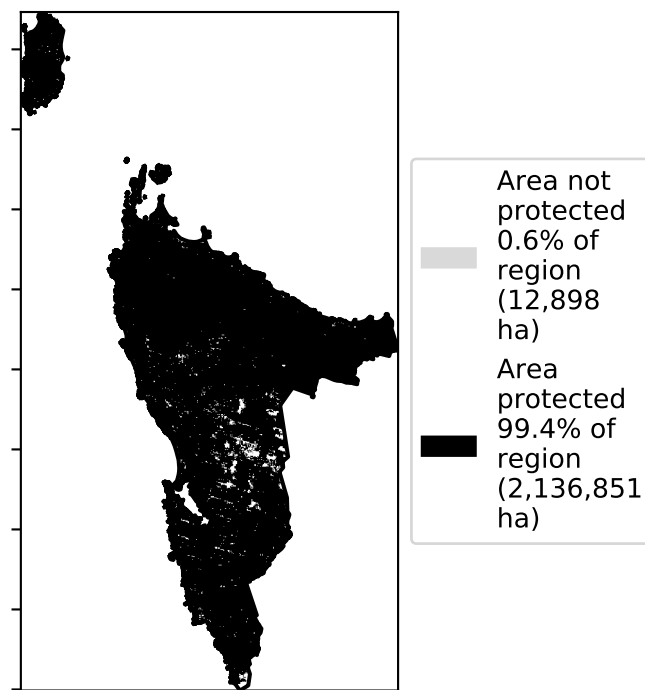 Area not
protected
0.6% of
region
(12,898
ha)
Area
protected
99.4% of
region
(2,136,851
ha)